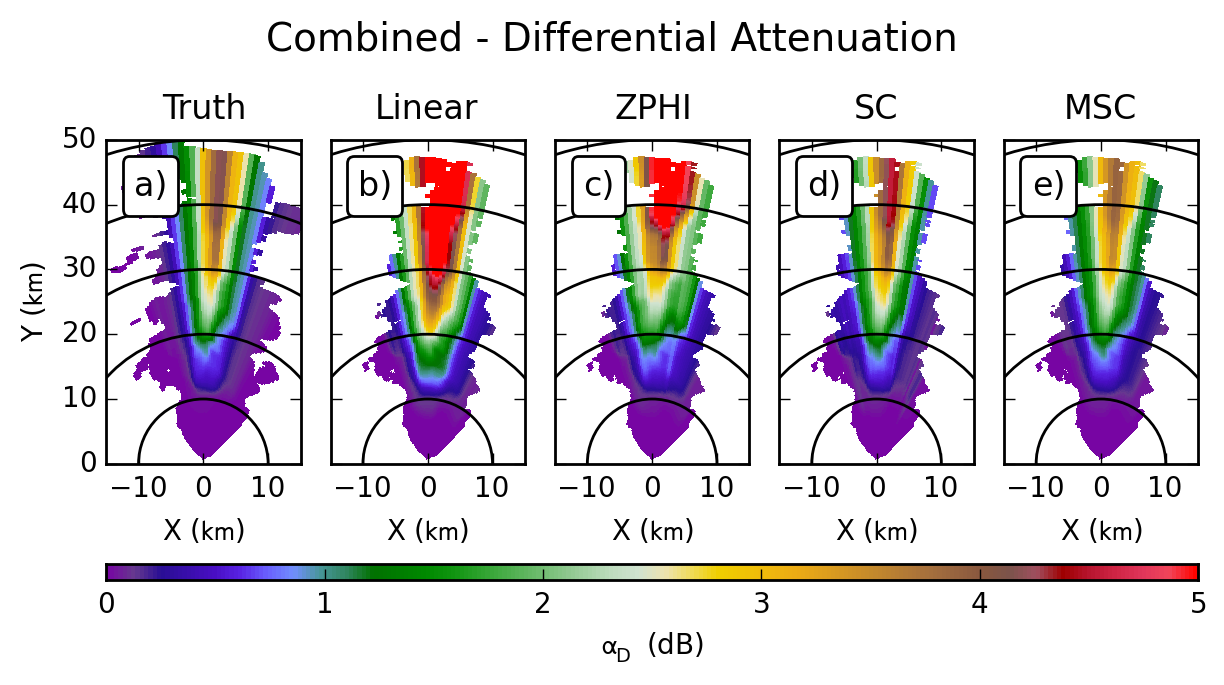 Combined - Differential Attenuation
Truth Linear ZPHI SC MSC
a) b) c) d) e)
50
40
30
20
10
0
Y (km)
−10 0 10 −10 0 10 −10 0 10 −10 0 10 −10 0 10
X (km) X (km) X (km) X (km) X (km)
0 1 2 3 4 5
αD (dB)